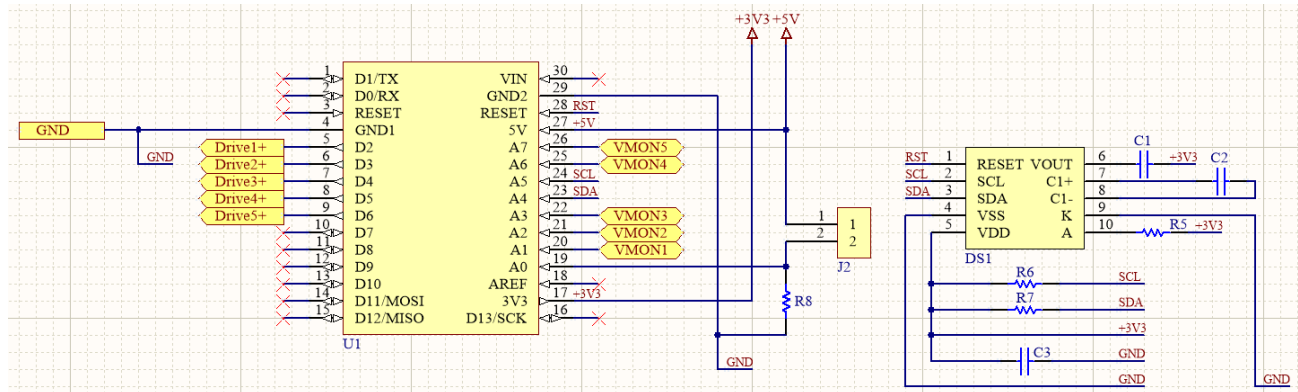 +3V3 +5V
1 D1/TX VIN 30
2 D0/RX GND2 29
3 RESET RESET 28 RST
GND 4 GND1 5V 27 +5V
GND
Drive1+ 5 D2 A7 26 VMON5
Drive2+ 6 D3 A6 25 VMON4
Drive3+ 7 D4 A5 24 SCL
Drive4+ 8 D5 A4 23 SDA
Drive5+ 9 D6 A3 22 VMON3
10 D7 A2 21 VMON2
11 D8 A1 20 VMON1
12 D9 A0 19
13 D10 AREF 18
14 D11/MOSI 3V3 17 +3V3
15 D12/MISO D13/SCK 16
U1
1 1
2 2
J2
R8
GND
C1
C2
RST 1 RESET VOUT 6 +3V3
SCL 2 SCL C1+ 7
SDA 3 SDA C1- 8
4 VSS K 9
5 VDD A 10 R5 +3V3
DS1
R6 SCL
R7 SDA
+3V3
C3 GND
GND
GND